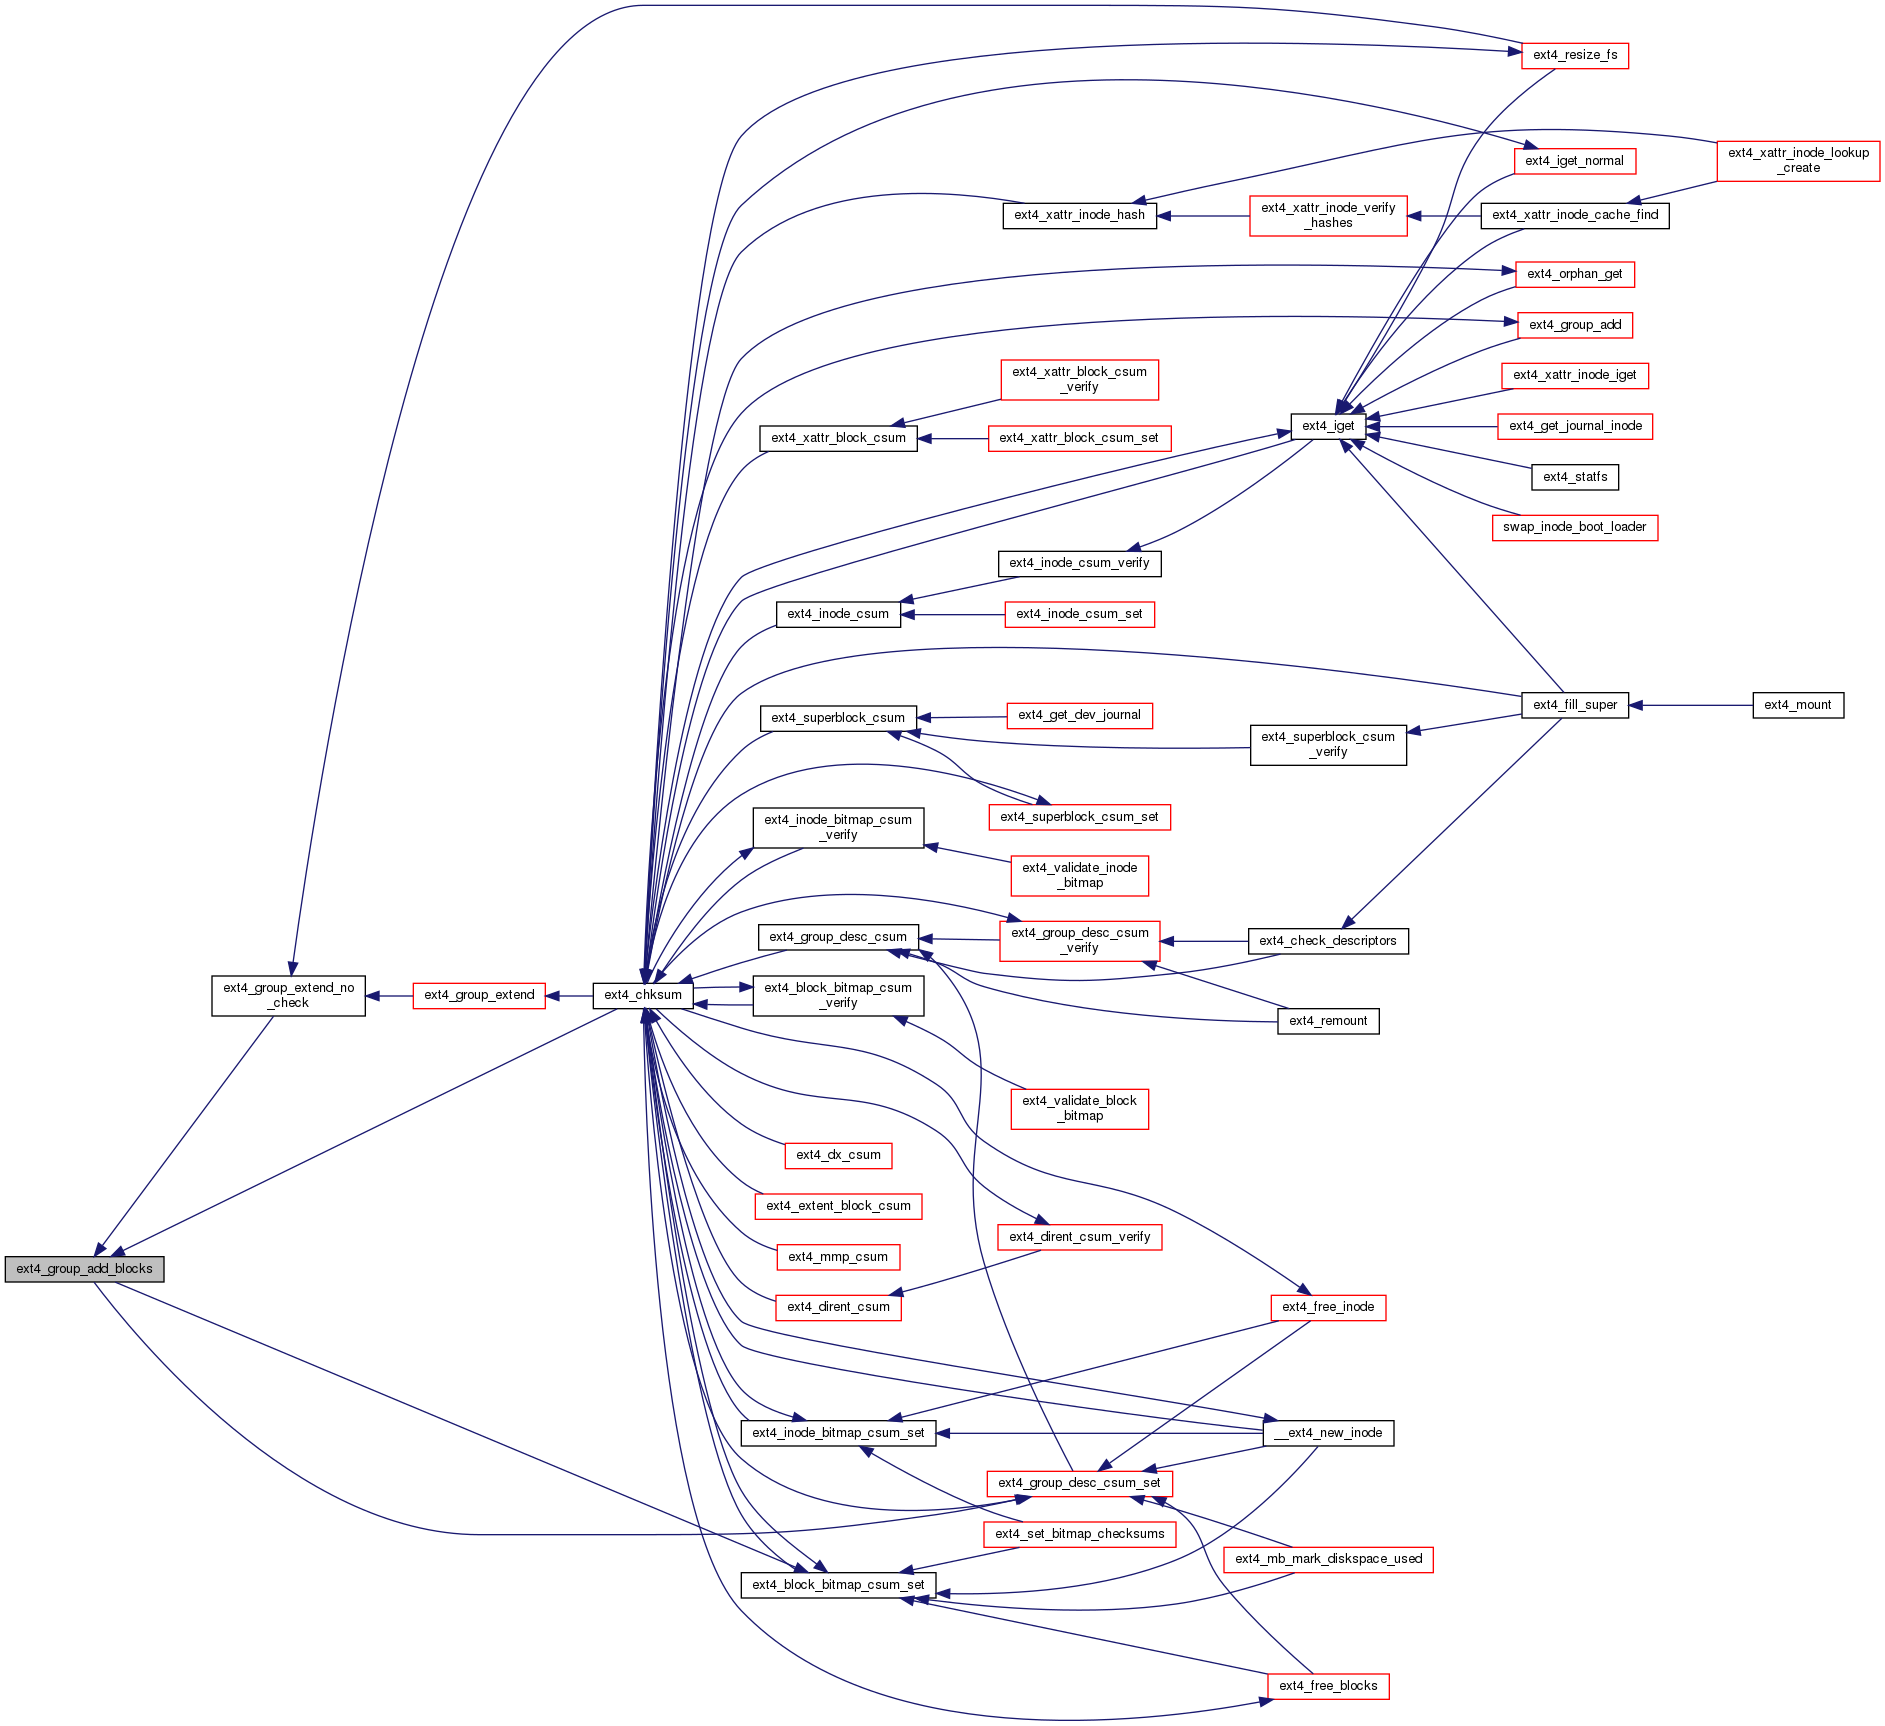 ext4_resize_fs
ext4_xattr_inode_lookup
_create
ext4_iget_normal
ext4_xattr_inode_hash
ext4_xattr_inode_verify
_hashes
ext4_xattr_inode_cache_find
ext4_orphan_get
ext4_group_add
ext4_xattr_block_csum
_verify
ext4_xattr_inode_iget
ext4_xattr_block_csum
ext4_xattr_block_csum_set
ext4_iget
ext4_get_journal_inode
ext4_statfs
swap_inode_boot_loader
ext4_inode_csum_verify
ext4_inode_csum
ext4_inode_csum_set
ext4_superblock_csum
ext4_get_dev_journal
ext4_fill_super
ext4_mount
ext4_superblock_csum
_verify
ext4_superblock_csum_set
ext4_inode_bitmap_csum
_verify
ext4_validate_inode
_bitmap
ext4_group_desc_csum
ext4_group_desc_csum
_verify
ext4_check_descriptors
ext4_group_extend_no
_check
ext4_group_extend
ext4_chksum
ext4_block_bitmap_csum
_verify
ext4_remount
ext4_validate_block
_bitmap
ext4_dx_csum
ext4_extent_block_csum
ext4_dirent_csum_verify
ext4_mmp_csum
ext4_group_add_blocks
ext4_dirent_csum
ext4_free_inode
ext4_inode_bitmap_csum_set
__ext4_new_inode
ext4_group_desc_csum_set
ext4_set_bitmap_checksums
ext4_mb_mark_diskspace_used
ext4_block_bitmap_csum_set
ext4_free_blocks